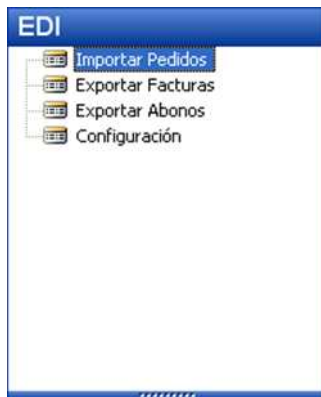 EDI
Importar Pedidos
Exportar Facturas
Exportar Abonos
Configuración